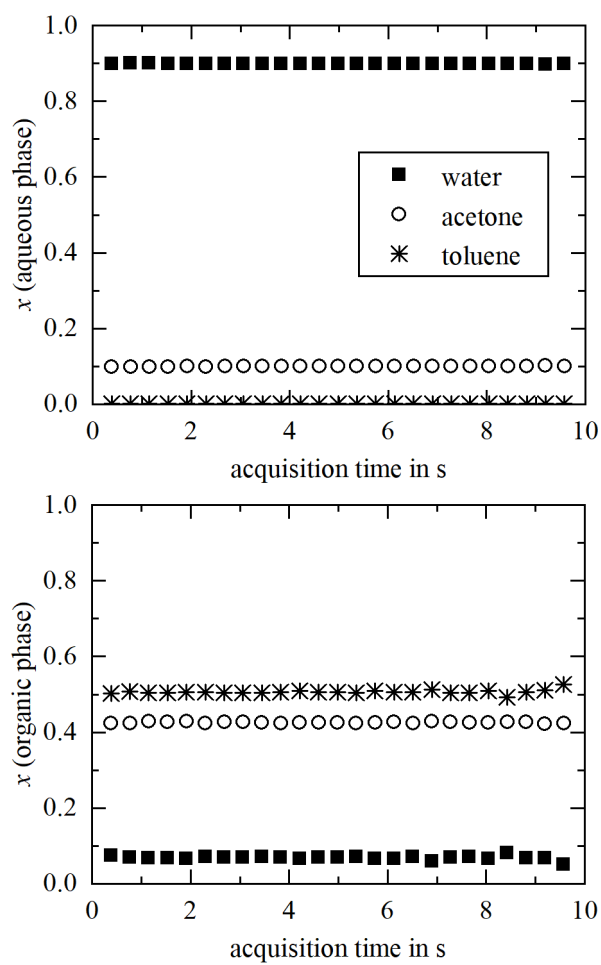 1.0
0.8
0.6
0.4
0.2
0.0
x (aqueous phase)
water
acetone
toluene
0 2 4 6 8 10
acquisition time in s
1.0
0.8
0.6
0.4
0.2
0.0
x (organic phase)
0 2 4 6 8 10
acquisition time in s